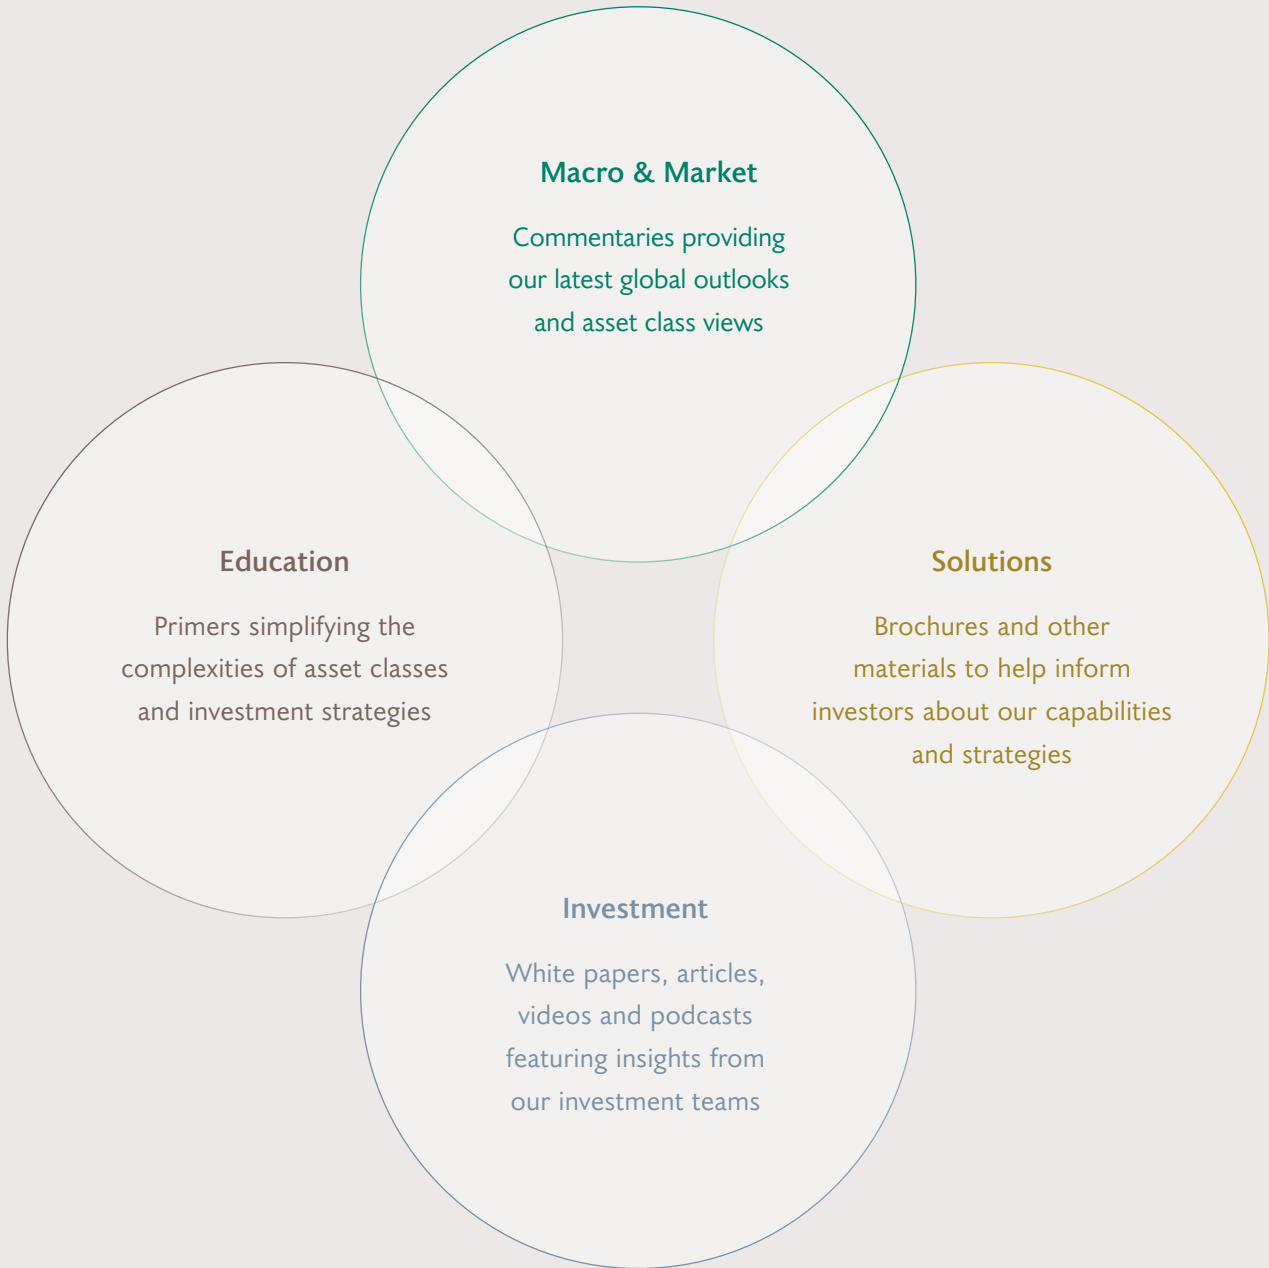 Macro & Market
Commentaries providing
our latest global outlooks
and asset class views
Education
Primers simplifying the
complexities of asset classes
and investment strategies
Solutions
Brochures and other
materials to help inform
investors about our capabilities
and strategies
Investment
White papers, articles,
videos and podcasts
featuring insights from
our investment teams